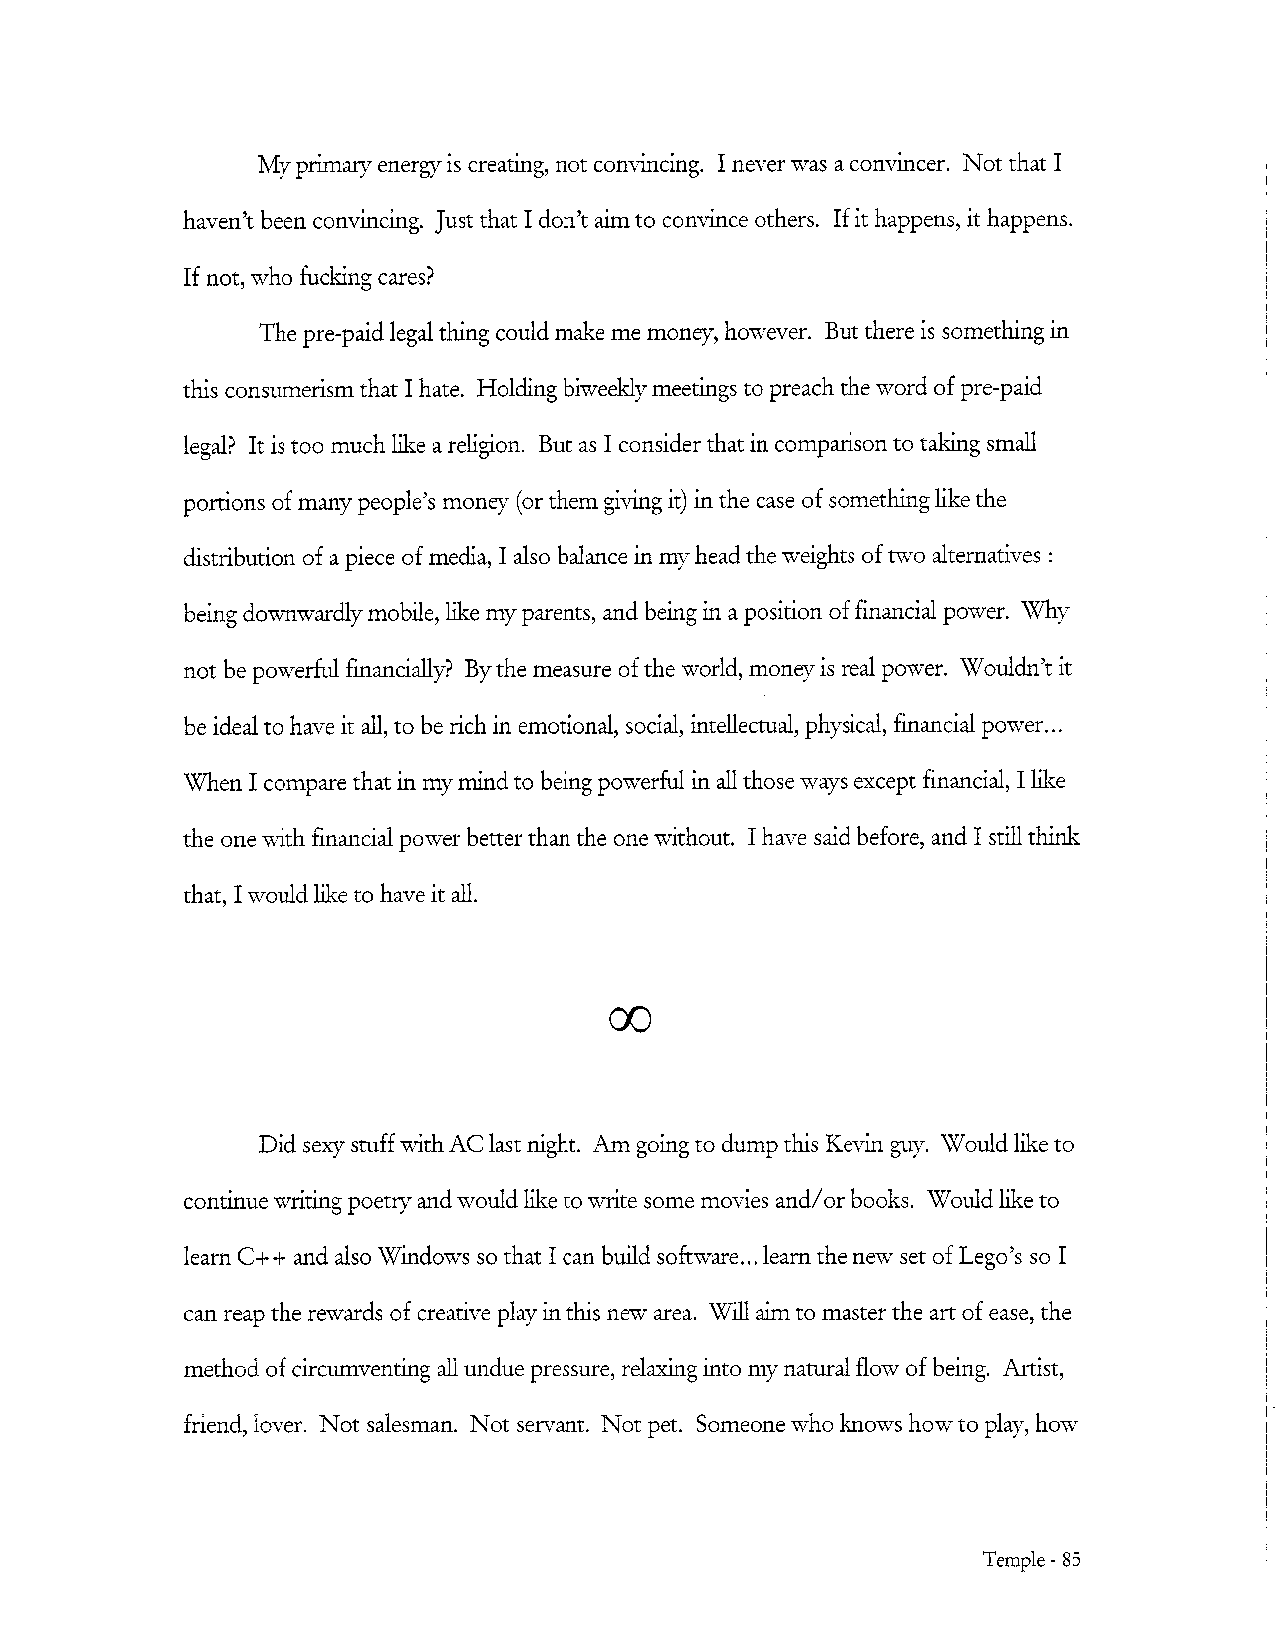 My primary energy is creating, not convincing. I never was a convincer. Not that I
haven't been convincing. Just that I don't aim to convince others. If it happens, it happens.
If not, who fucking cares?
The pre-paid legal thing could make me money, however. But there is something in
this consumerism that I hate. Holding biweekly meetings to preach the word of pre-paid
legal? It is too much like a religion. But as I consider that in comparison to taking small
portions of many people's money (or them giving it) in the case of something like the
distribution of a piece of media, I also balance in my head the weights of two alternatives :
being downwardly mobile, like my parents, and being in a position of financial power. Why
not be powerful financially? By the measure of the world, money is real power. Wouldn't it
be ideal to have it all, to be rich in emotional, social, intellectual, physical, financial power...
When I compare that in my mind to being powerful in all those ways except financial, I like
the one with financial power better than the one without. I have said before, and I still think
that, I would like to have it all.
∞
Did sexy stuff with AC last night. Am going to dump this Kevin guy. Would like to
continue writing poetry and would like to write some movies and/or books. Would like to
learn C++ and also Windows so that I can build software... learn the new set of Lego's so I
can reap the rewards of creative play in this new area. Will aim to master the art of ease, the
method of circumventing all undue pressure, relaxing into my natural flow of being. Artist,
friend, lover. Not salesman. Not servant. Not pet. Someone who knows how to play, how
Temple - 85